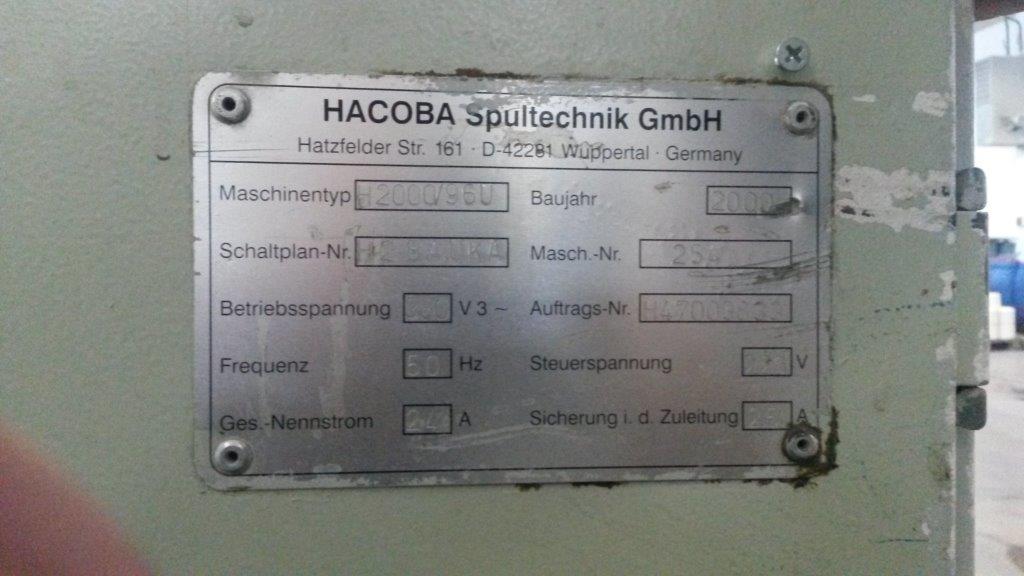 HACOBA Spultechnik GmbH
Hatzfelder Str. 161 · D-42281 Wuppertal · Germany
Maschinentyp H2000/96U Baujahr 2000
Schaltplan-Nr. Masch.-Nr.
Betriebsspannung V 3 ~ Auftrags-Nr.
Frequenz 50 Hz Steuerspannung V
Ges.-Nennstrom A Sicherung i. d. Zuleitung A